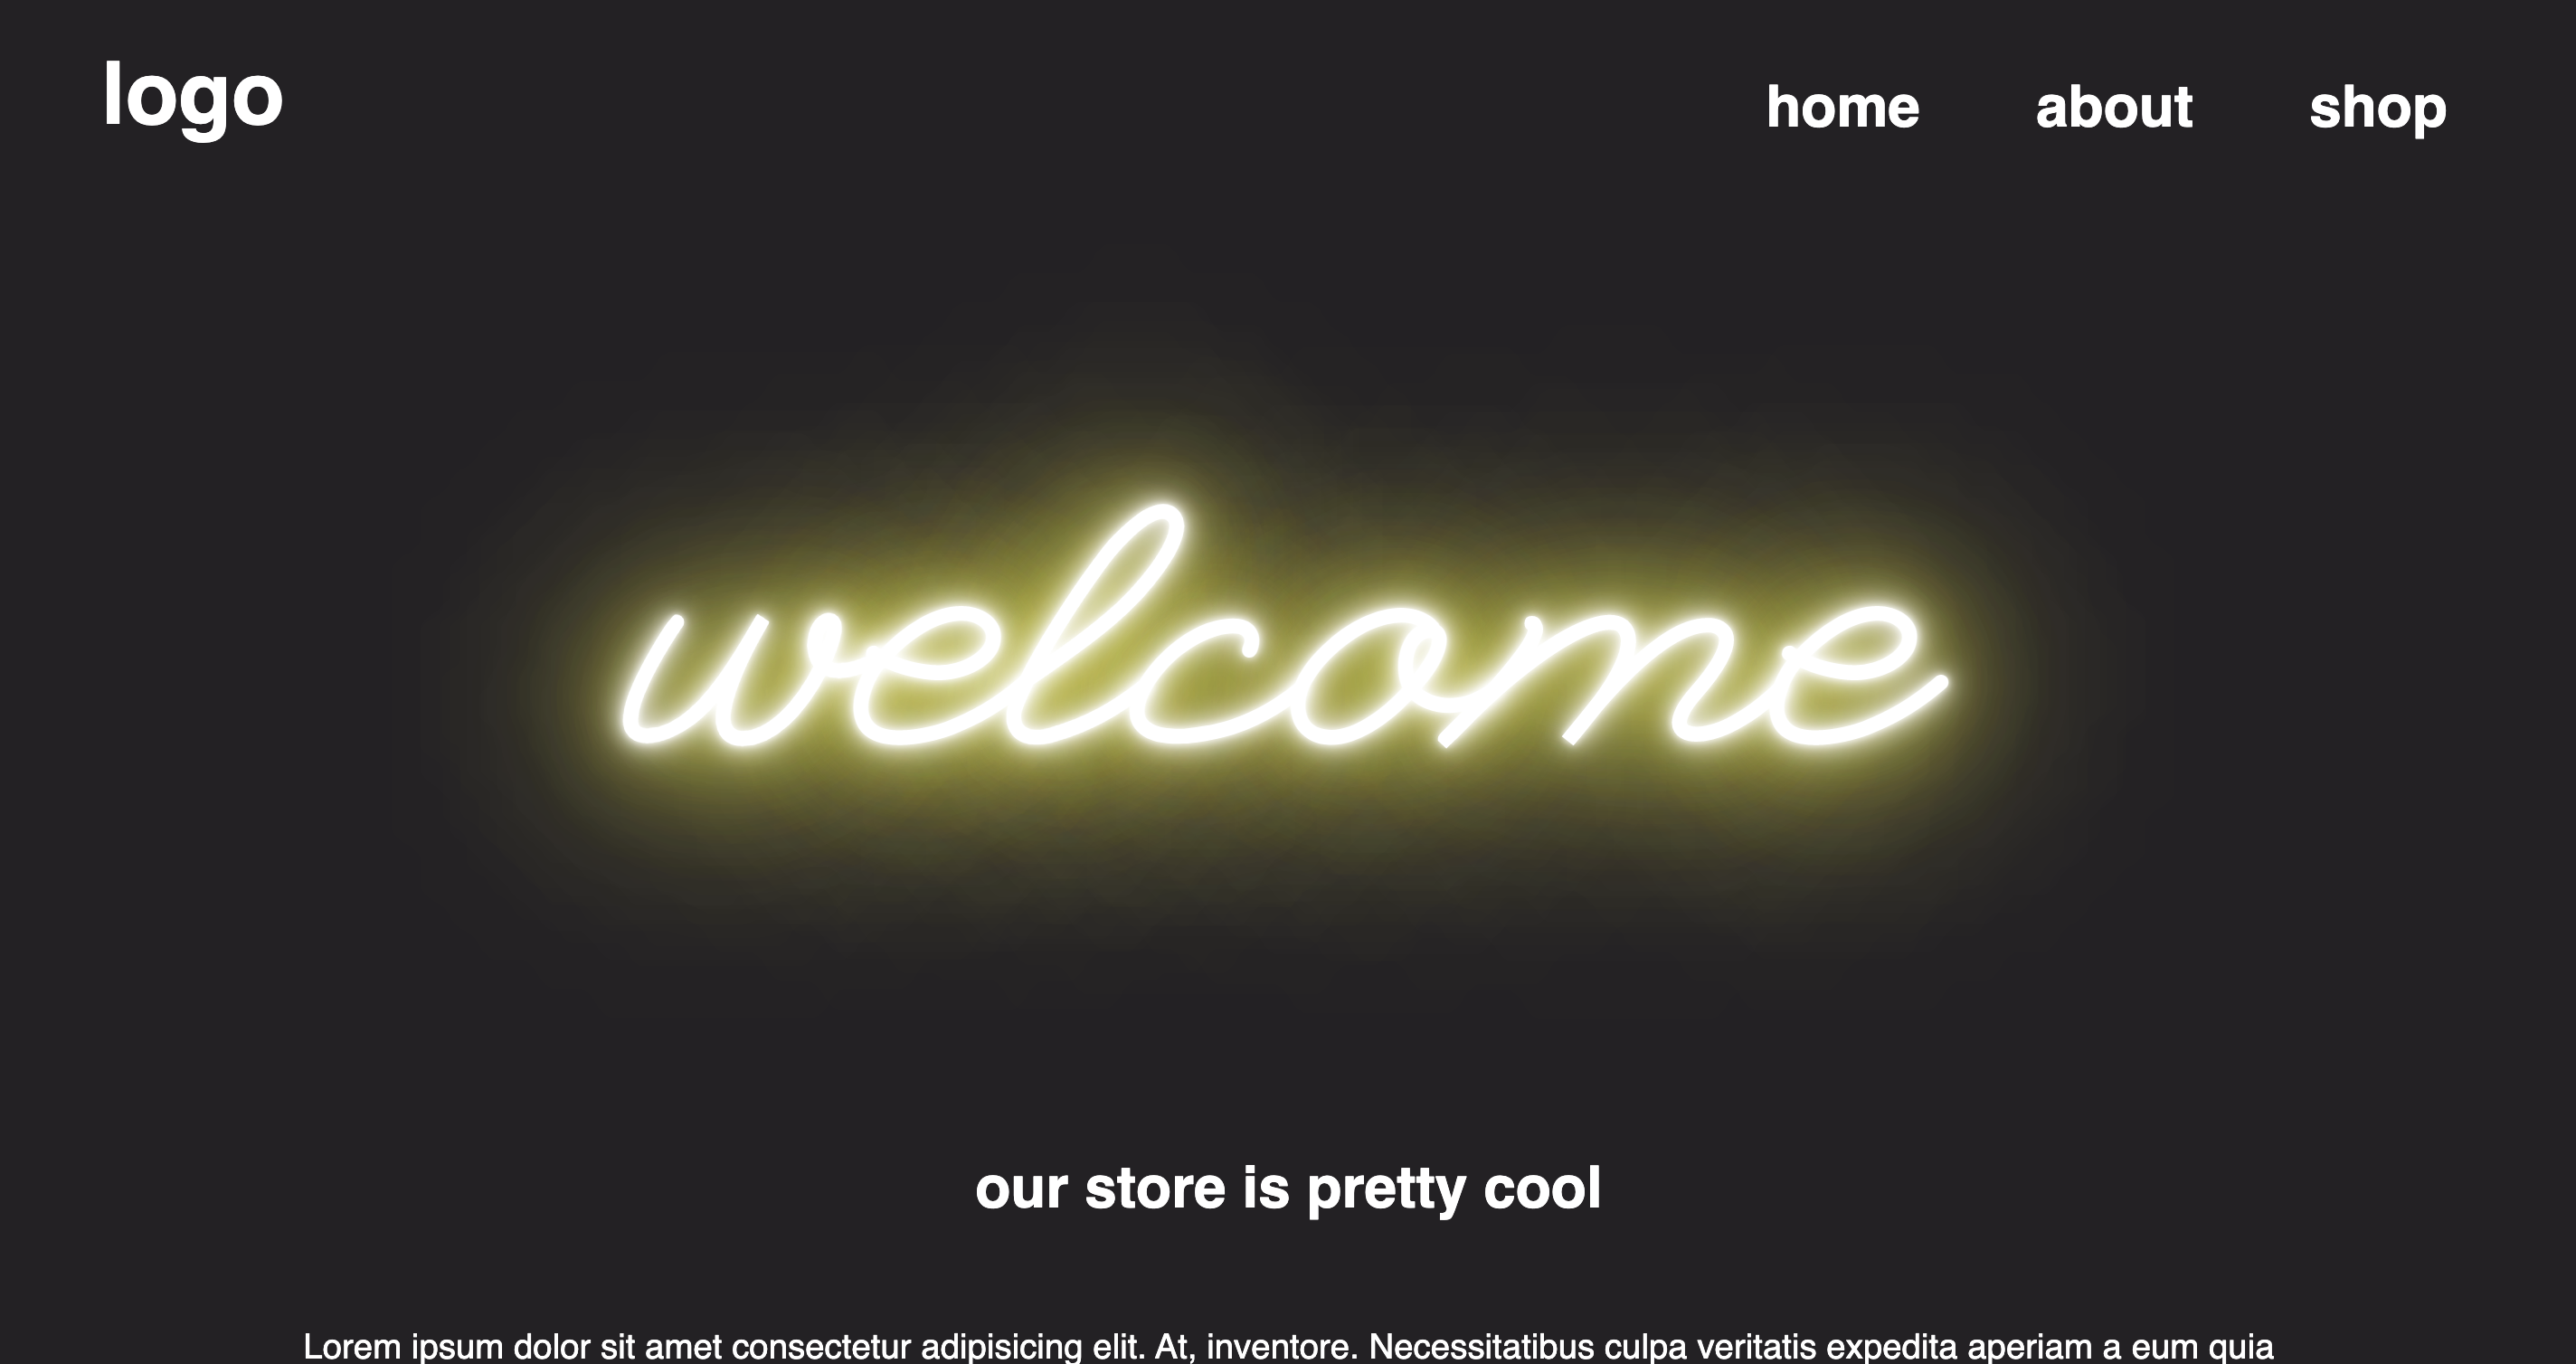 logo
home about shop
welcome
our store is pretty cool
Lorem ipsum dolor sit amet consectetur adipisicing elit. At, inventore. Necessitatibus culpa veritatis expedita aperiam a eum quia